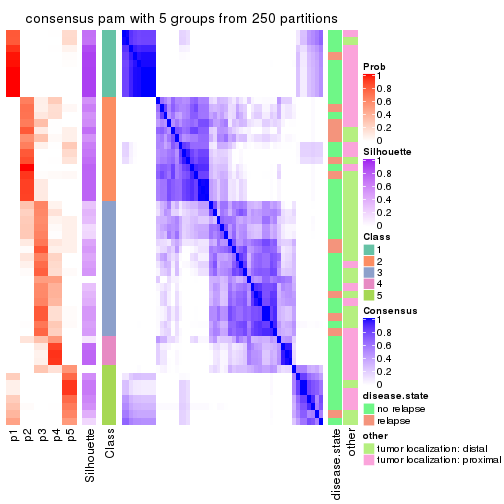 consensus pam with 5 groups from 250 partitions
Prob
1
0.8
0.6
0.4
0.2
0
Silhouette
1
0.8
0.6
0.4
0.2
0
Class
1
2
3
4
5
Consensus
1
0.8
0.6
0.4
0.2
0
disease.state
no relapse
relapse
other
tumor localization: distal
tumor localization: proximal
p1
p2
p3
p4
p5
Silhouette
Class
disease.state
other